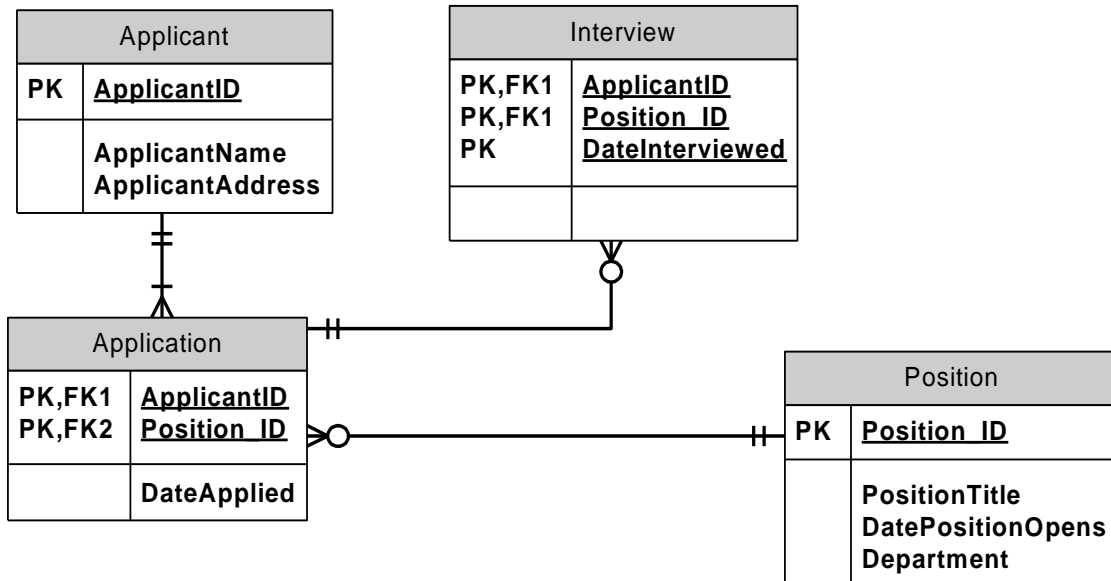 Applicant
PK ApplicantID
ApplicantName
ApplicantAddress
Interview
PK,FK1 ApplicantID
PK,FK1 Position_ID
PK DateInterviewed
Application
PK,FK1 ApplicantID
PK,FK2 Position_ID
DateApplied
Position
PK Position_ID
PositionTitle
DatePositionOpens
Department